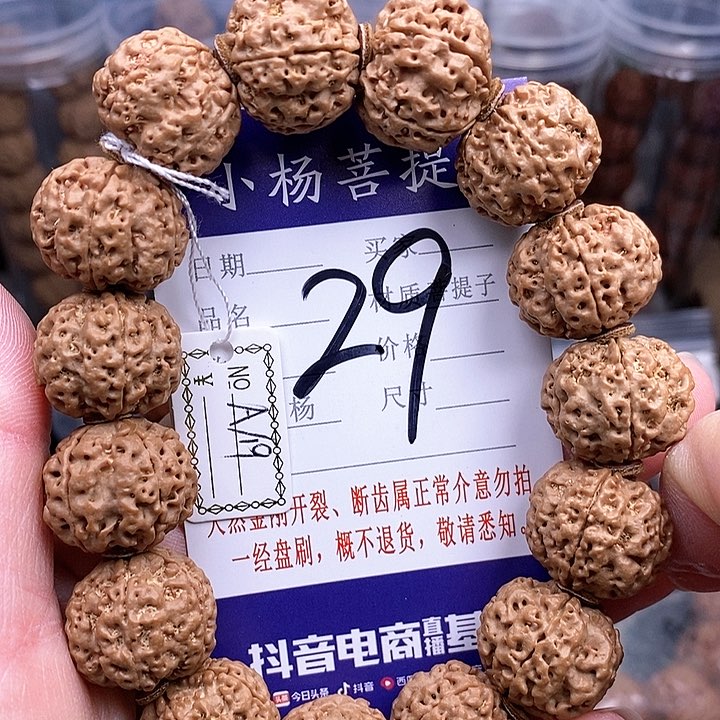 小杨菩提
日期 买家
29
品名 材质菩提子
价格
杨 尺寸
NO A19
天然金刚开裂、断齿属正常介意勿拍
一经盘刷，概不退货，敬请悉知。
抖音电商直播基
今日头条 抖音 西